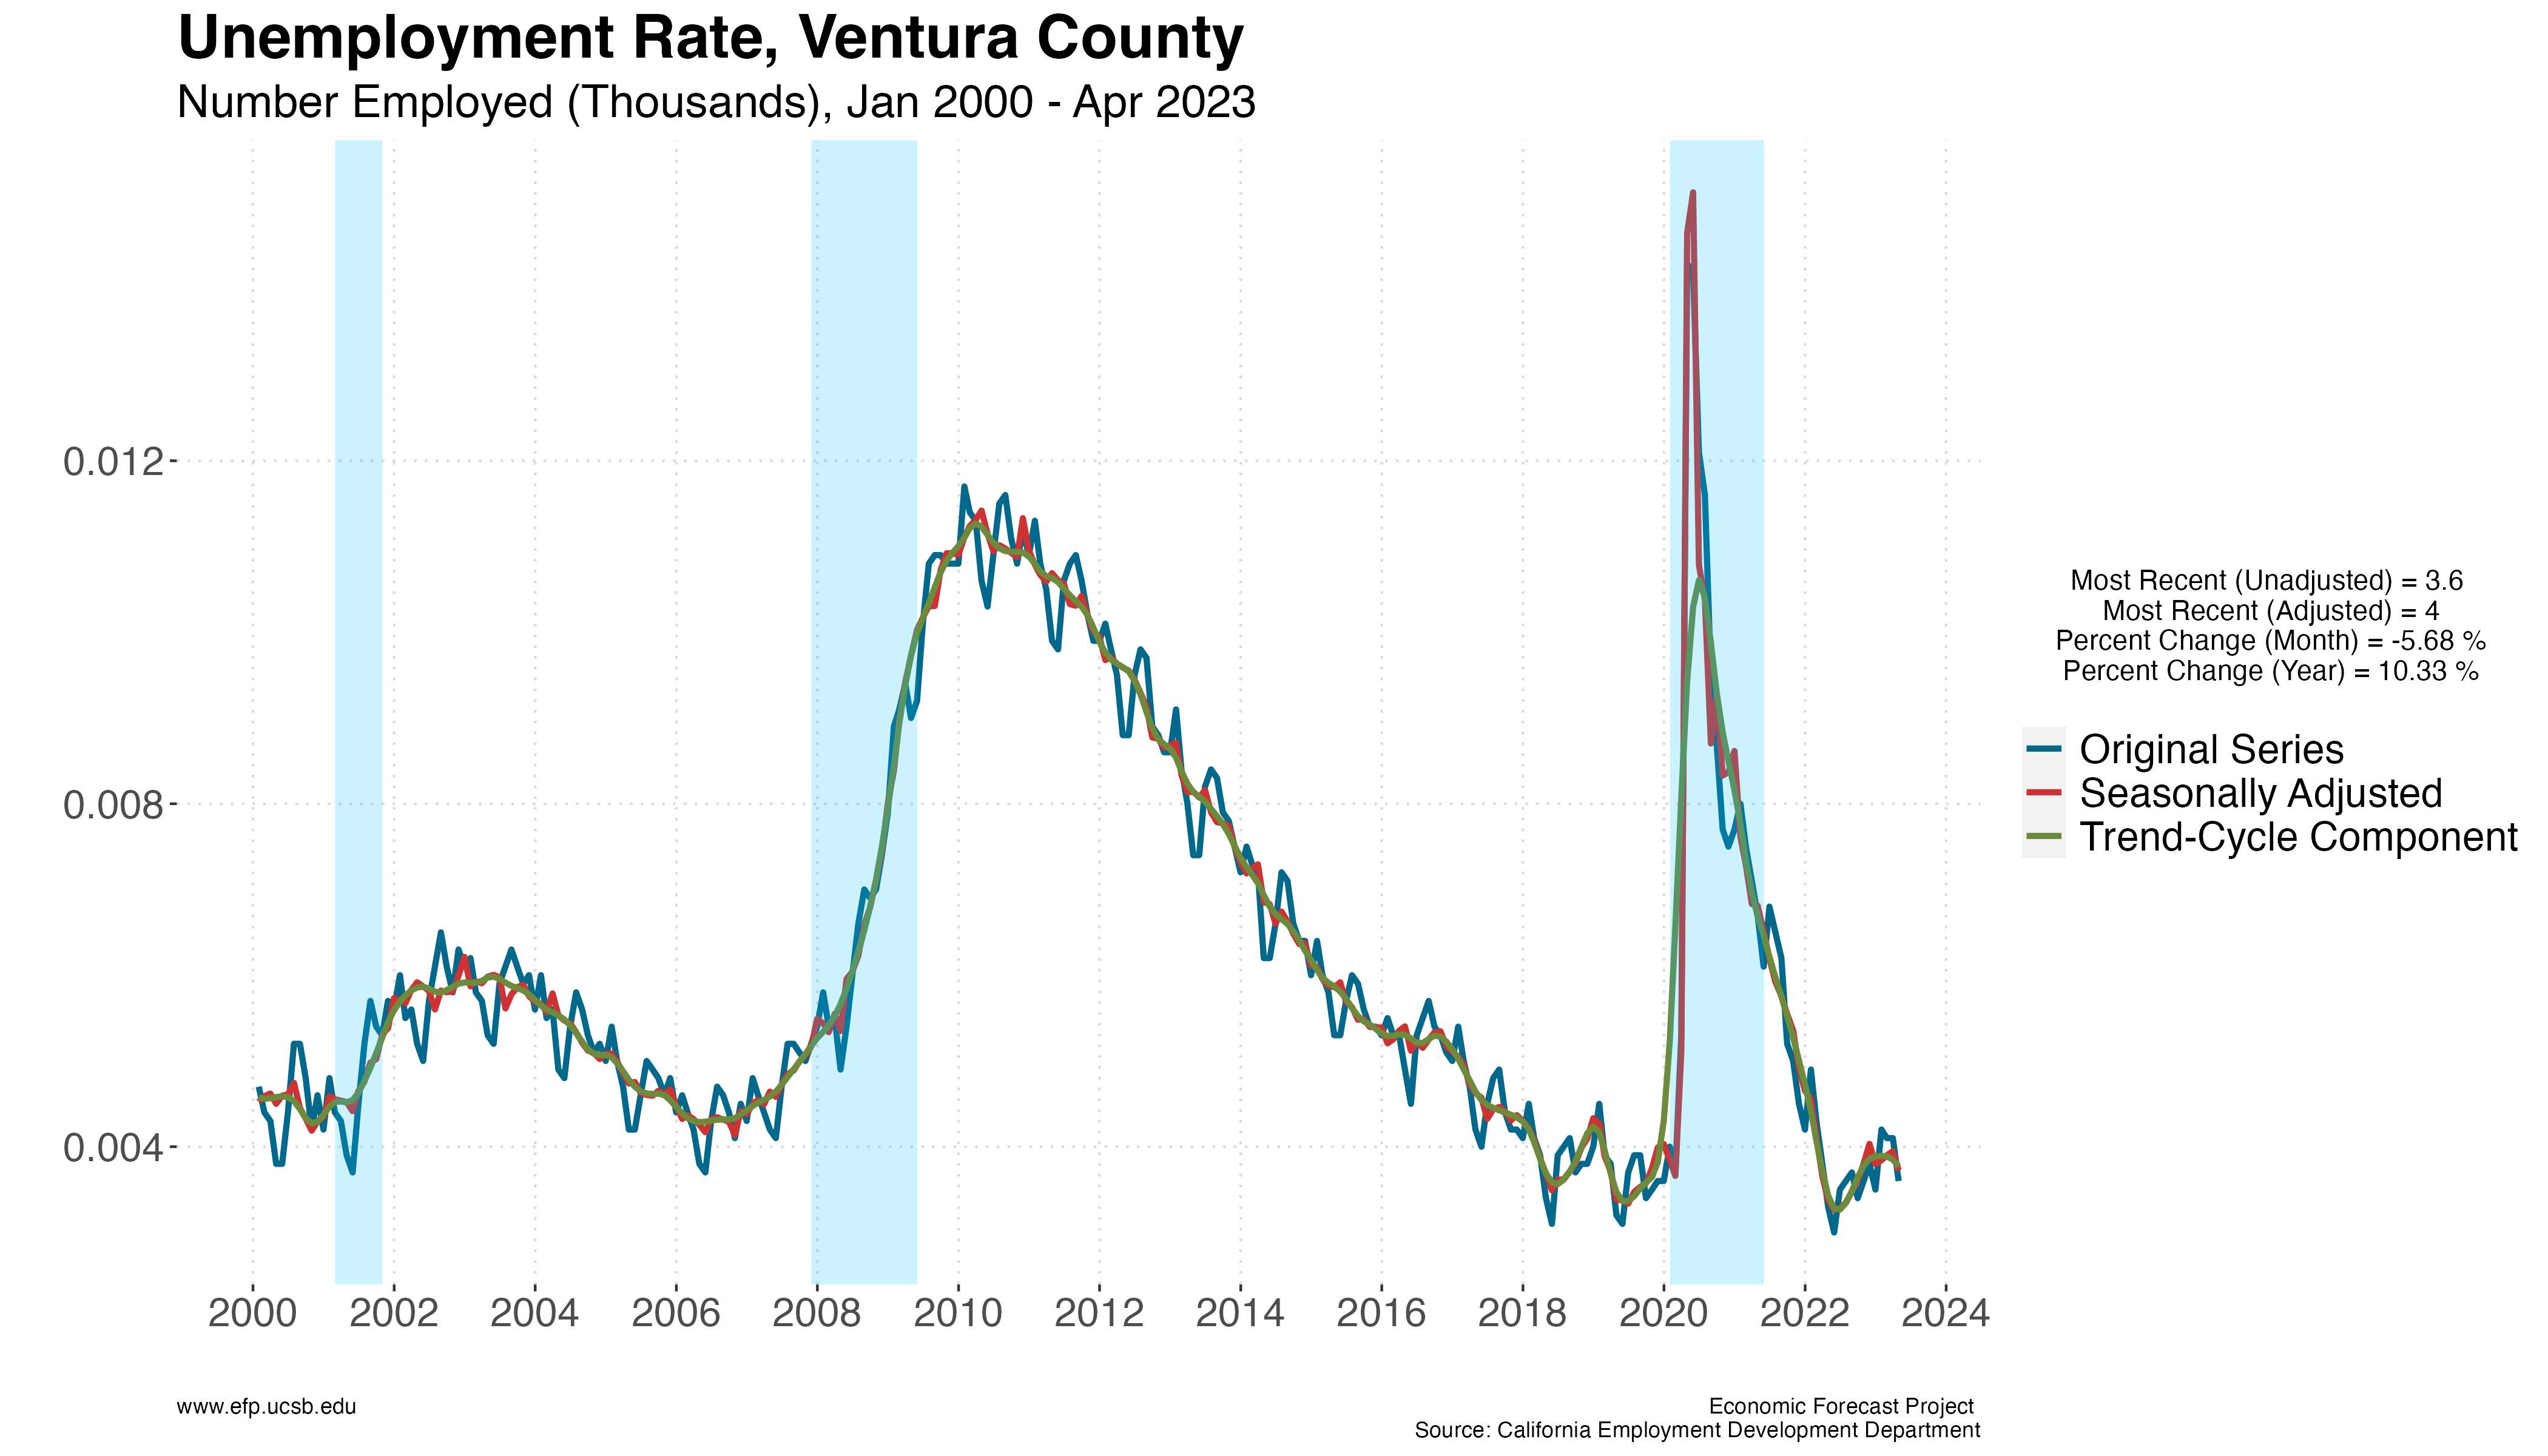 Unemployment Rate, Ventura County
Number Employed (Thousands), Jan 2000 - Apr 2023
0.012
0.008
0.004
2000 2002 2004 2006 2008 2010 2012 2014 2016 2018 2020 2022 2024
Most Recent (Unadjusted) = 3.6
Most Recent (Adjusted) = 4
Percent Change (Month) = -5.68 %
Percent Change (Year) = 10.33 %
Original Series
Seasonally Adjusted
Trend-Cycle Component
www.efp.ucsb.edu
Economic Forecast Project
Source: California Employment Development Department